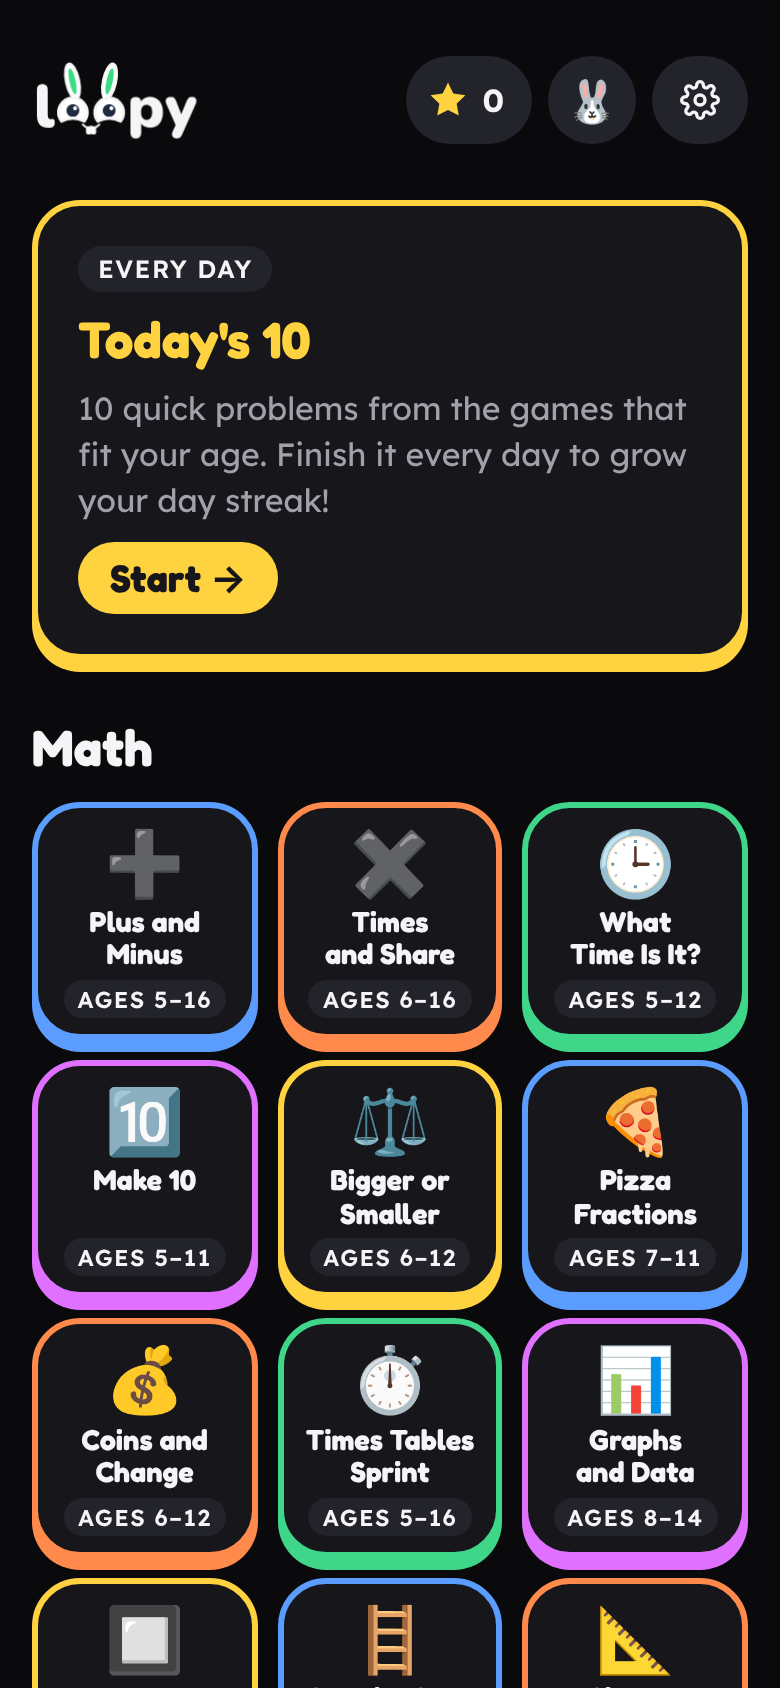 loopy
0
EVERY DAY
Today's 10
10 quick problems from the games that
fit your age. Finish it every day to grow
your day streak!
Start →
Math
Plus and
Minus
AGES 5–16
Times
and Share
AGES 6–16
What
Time Is It?
AGES 5–12
10
Make 10
AGES 5–11
Bigger or
Smaller
AGES 6–12
Pizza
Fractions
AGES 7–11
$
Coins and
Change
AGES 6–12
Times Tables
Sprint
AGES 5–16
Graphs
and Data
AGES 8–14